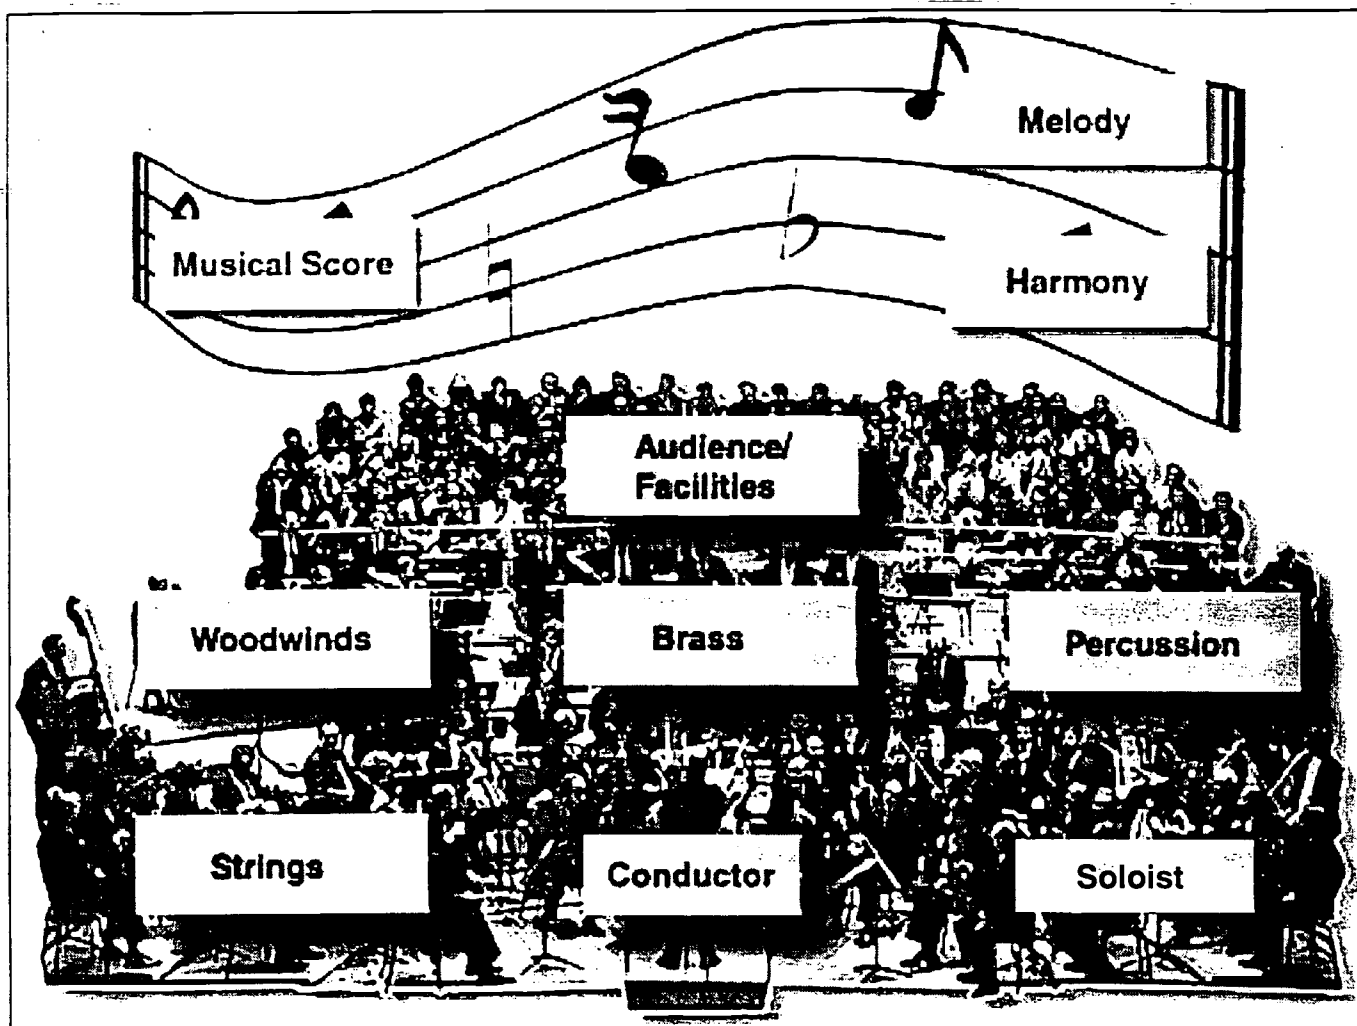 Melody
Musical Score
Harmony
Audience/
Facilities
Woodwinds
Brass
Percussion
Strings
Conductor
Soloist